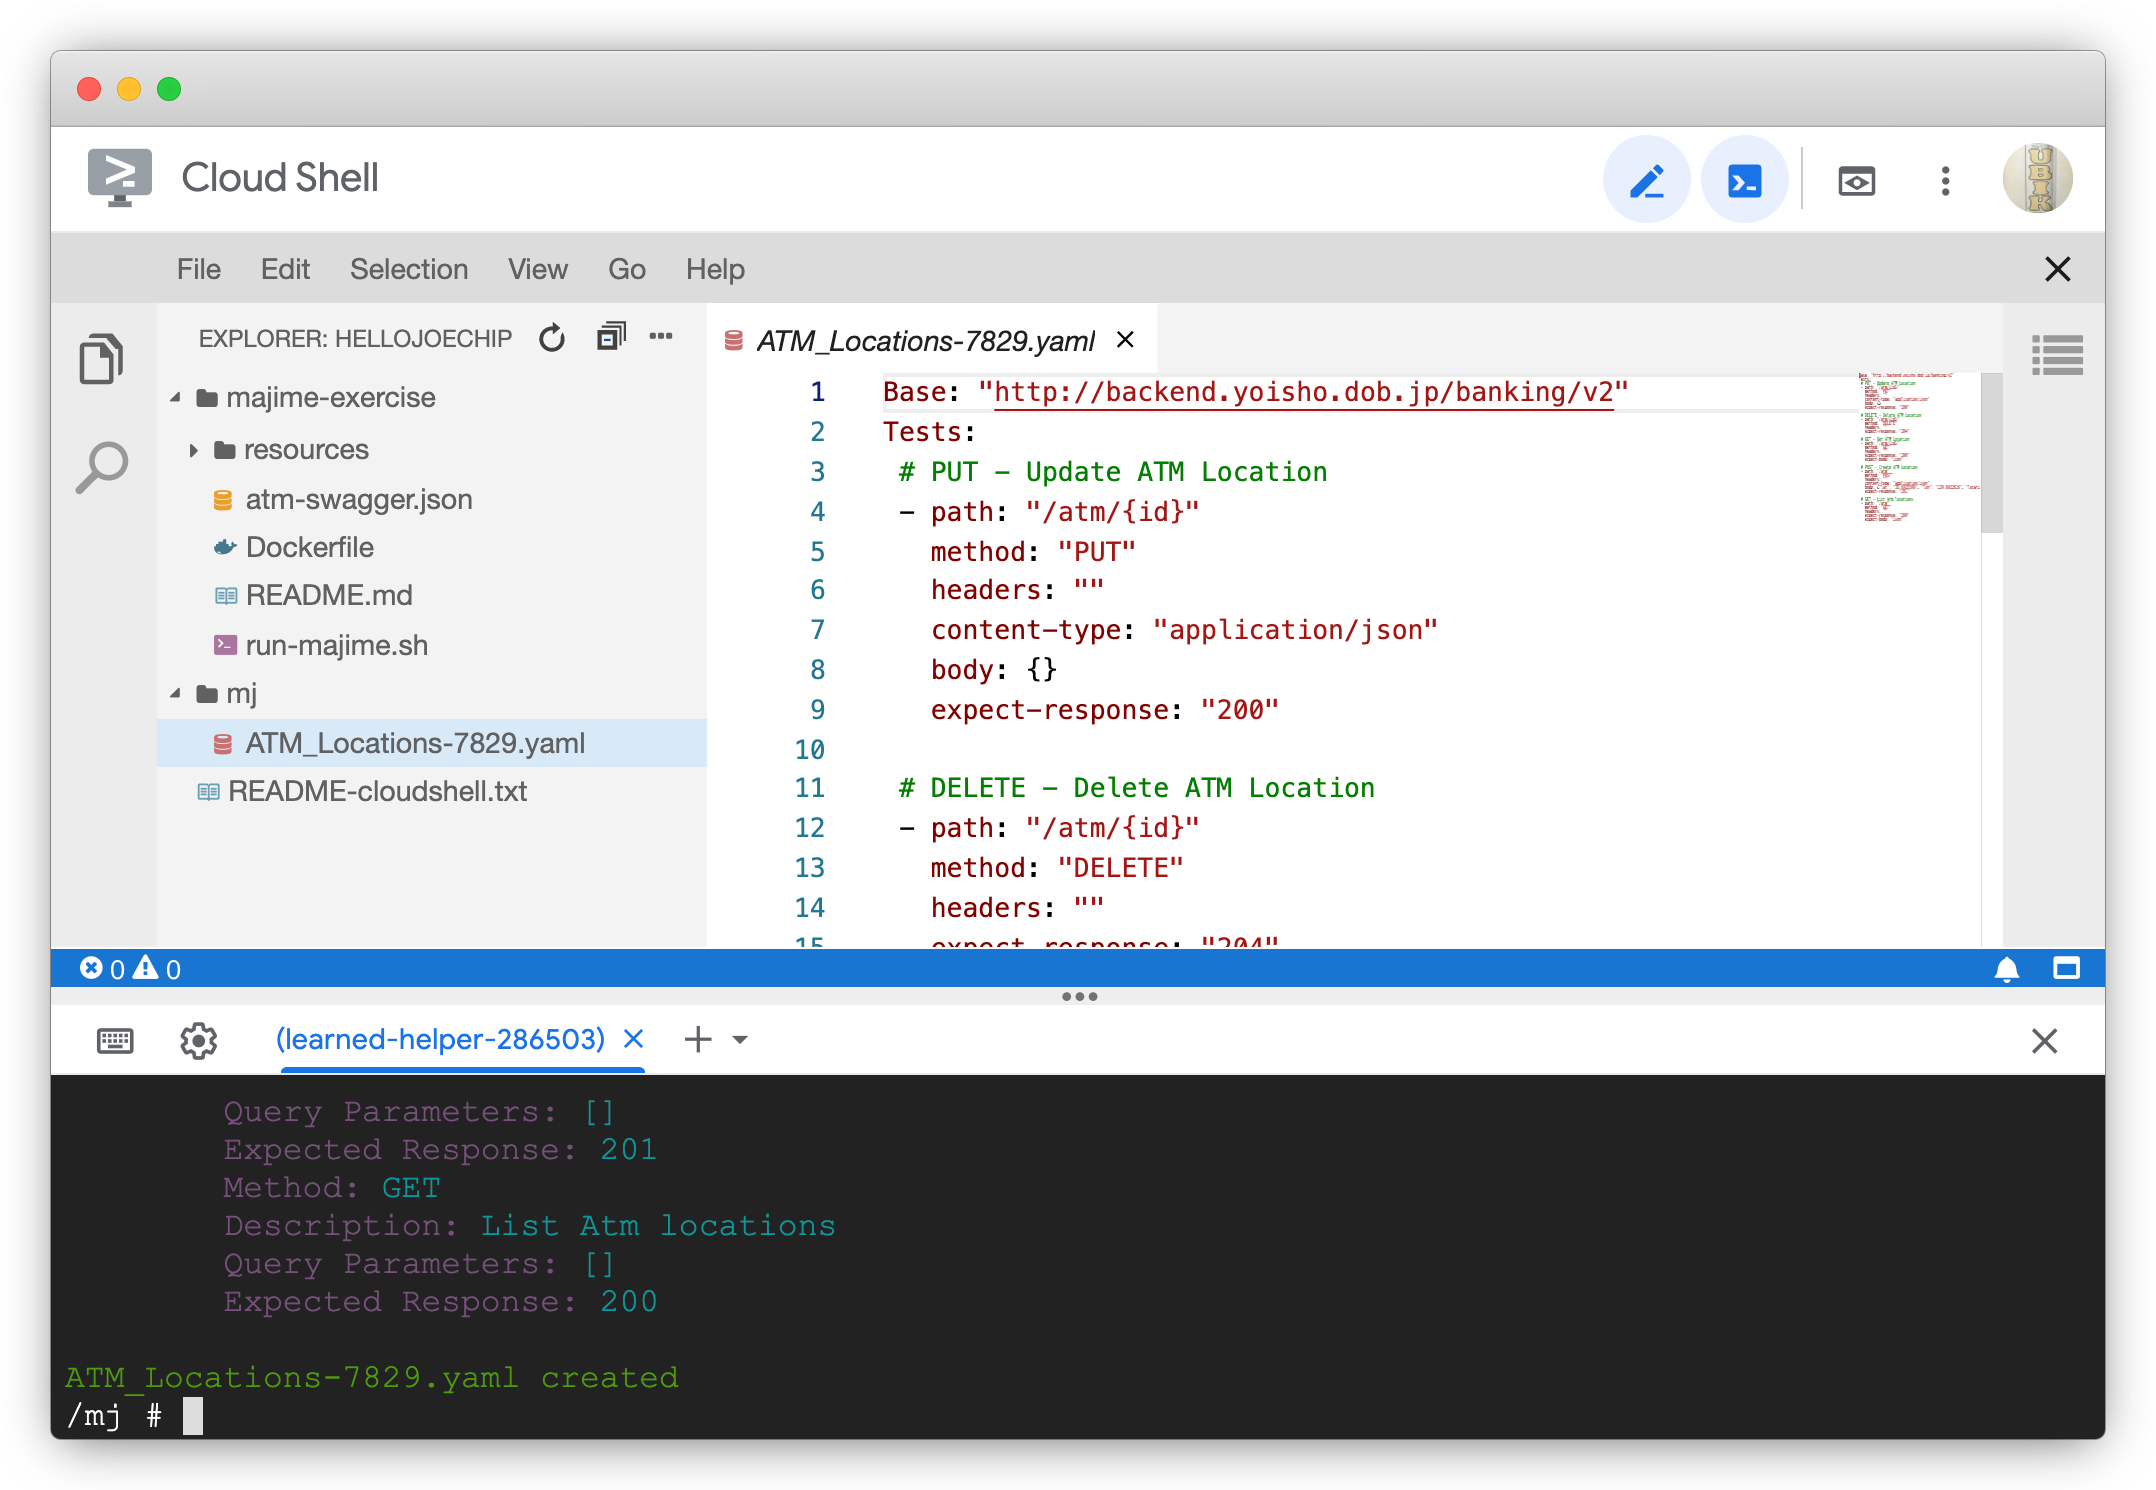 Cloud Shell
UBIK
File Edit Selection View Go Help
EXPLORER: HELLOJOECHIP
majime-exercise
resources
atm-swagger.json
Dockerfile
README.md
run-majime.sh
mj
ATM_Locations-7829.yaml
README-cloudshell.txt
ATM_Locations-7829.yaml
1 Base: "http://backend.yoisho.dob.jp/banking/v2"
2 Tests:
3 # PUT - Update ATM Location
4 - path: "/atm/{id}"
5 method: "PUT"
6 headers: ""
7 content-type: "application/json"
8 body: {}
9 expect-response: "200"
10
11 # DELETE - Delete ATM Location
12 - path: "/atm/{id}"
13 method: "DELETE"
14 headers: ""
15 expect-response: "204"
0 0
(learned-helper-286503)
Query Parameters: []
Expected Response: 201
Method: GET
Description: List Atm locations
Query Parameters: []
Expected Response: 200
ATM_Locations-7829.yaml created
/mj #